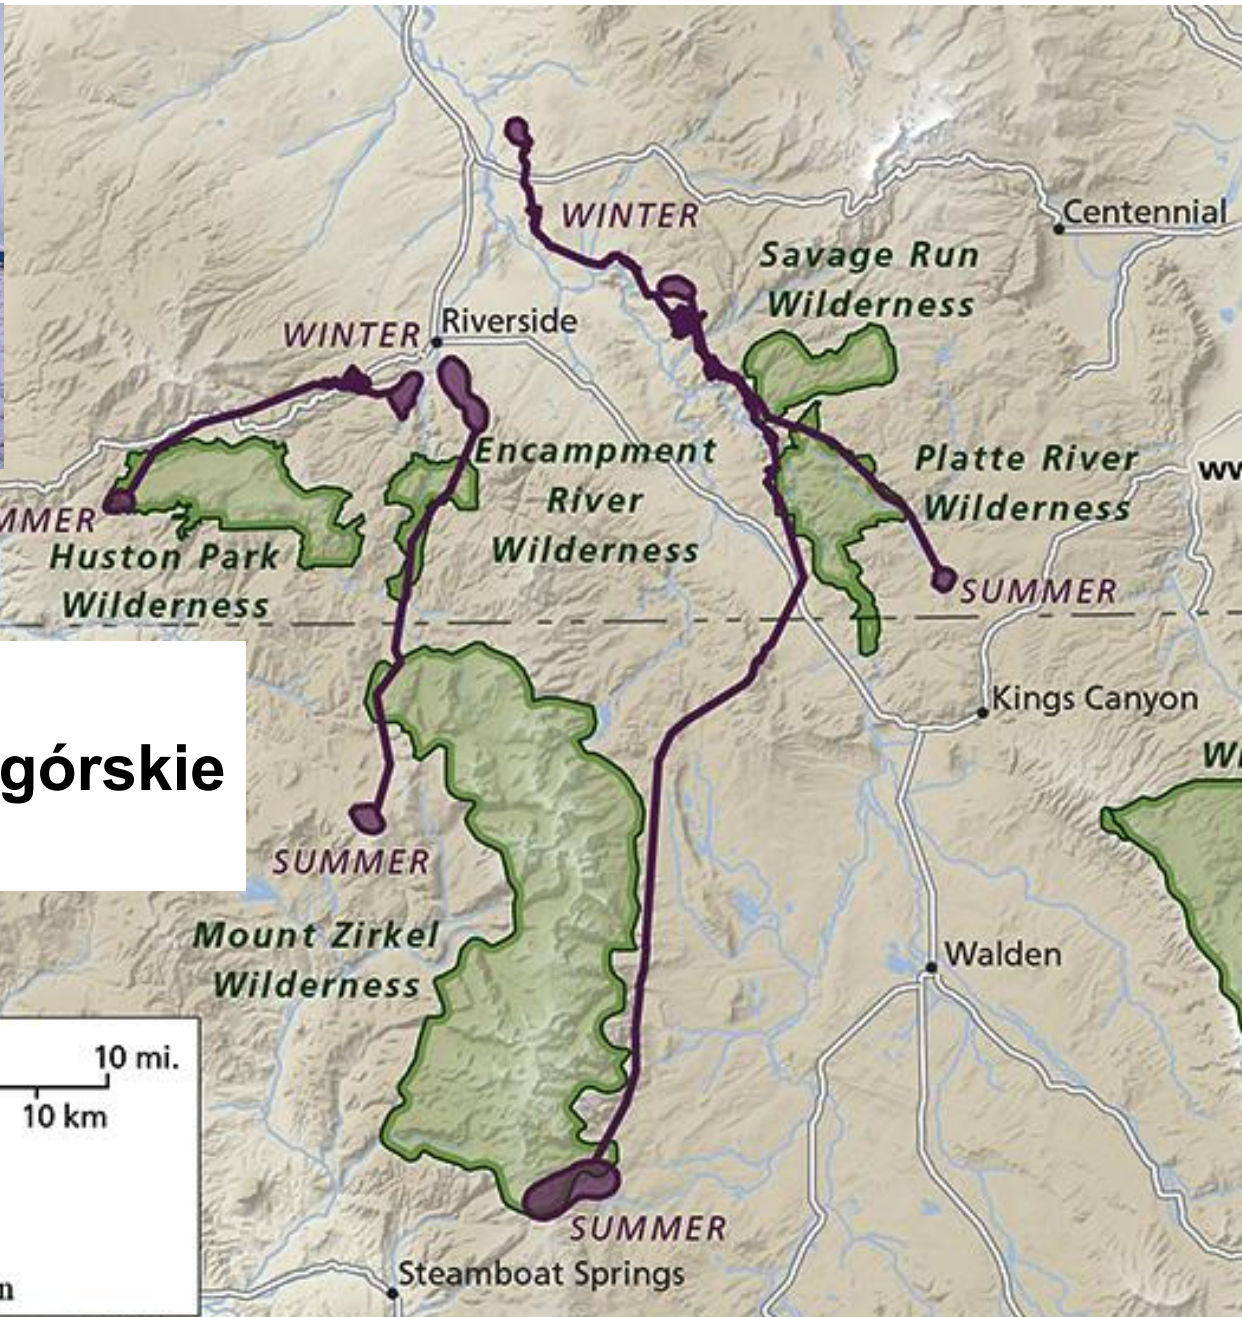 WINTER
Centennial
Savage Run
Wilderness
WINTER
Riverside
Encampment
River
Wilderness
Platte River
Wilderness
Huston Park
Wilderness
SUMMER
Kings Canyon
górskie
SUMMER
Mount Zirkel
Wilderness
Walden
10 mi.
10 km
SUMMER
Steamboat Springs